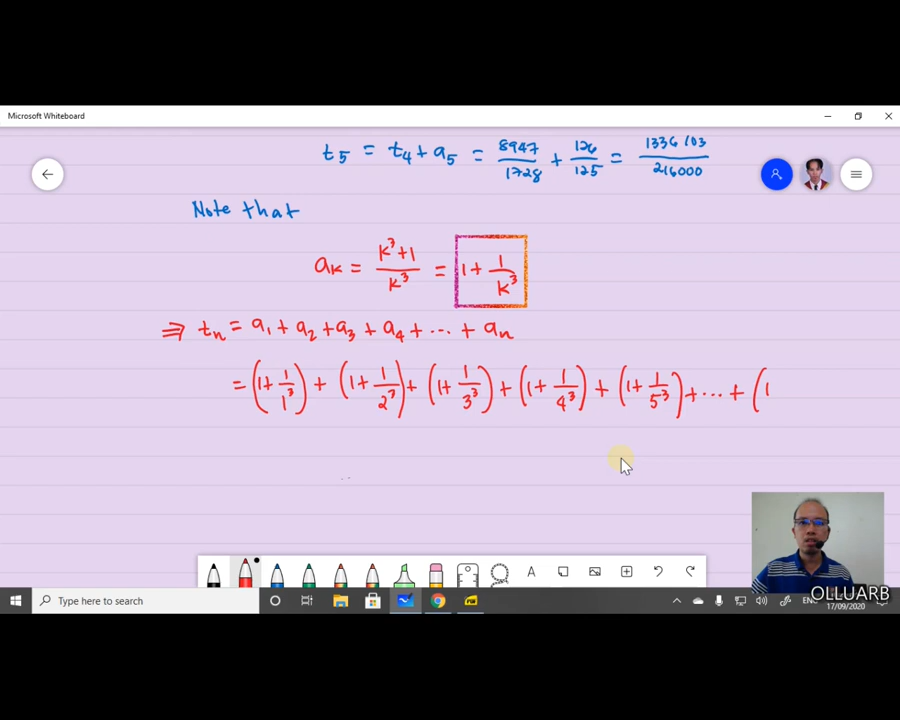 Microsoft Whiteboard
t₅ = t₄ + a₅ = 8947/1728 + 126/125 = 1336103/216000
Note that
aₖ = (k³+1)/k³ = 1 + 1/k³
⇒ tₙ = a₁ + a₂ + a₃ + a₄ + ... + aₙ
= (1 + 1/1³) + (1 + 1/2³) + (1 + 1/3³) + (1 + 1/4³) + (1 + 1/5³) + ... + (1
A
Type here to search
OLLUARB
17/09/2020